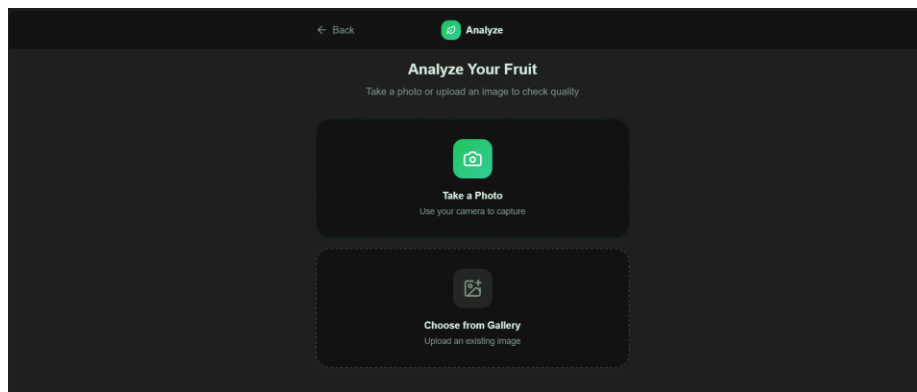 Back
Analyze
Analyze Your Fruit
Take a photo or upload an image to check quality
Take a Photo
Use your camera to capture
Choose from Gallery
Upload an existing image